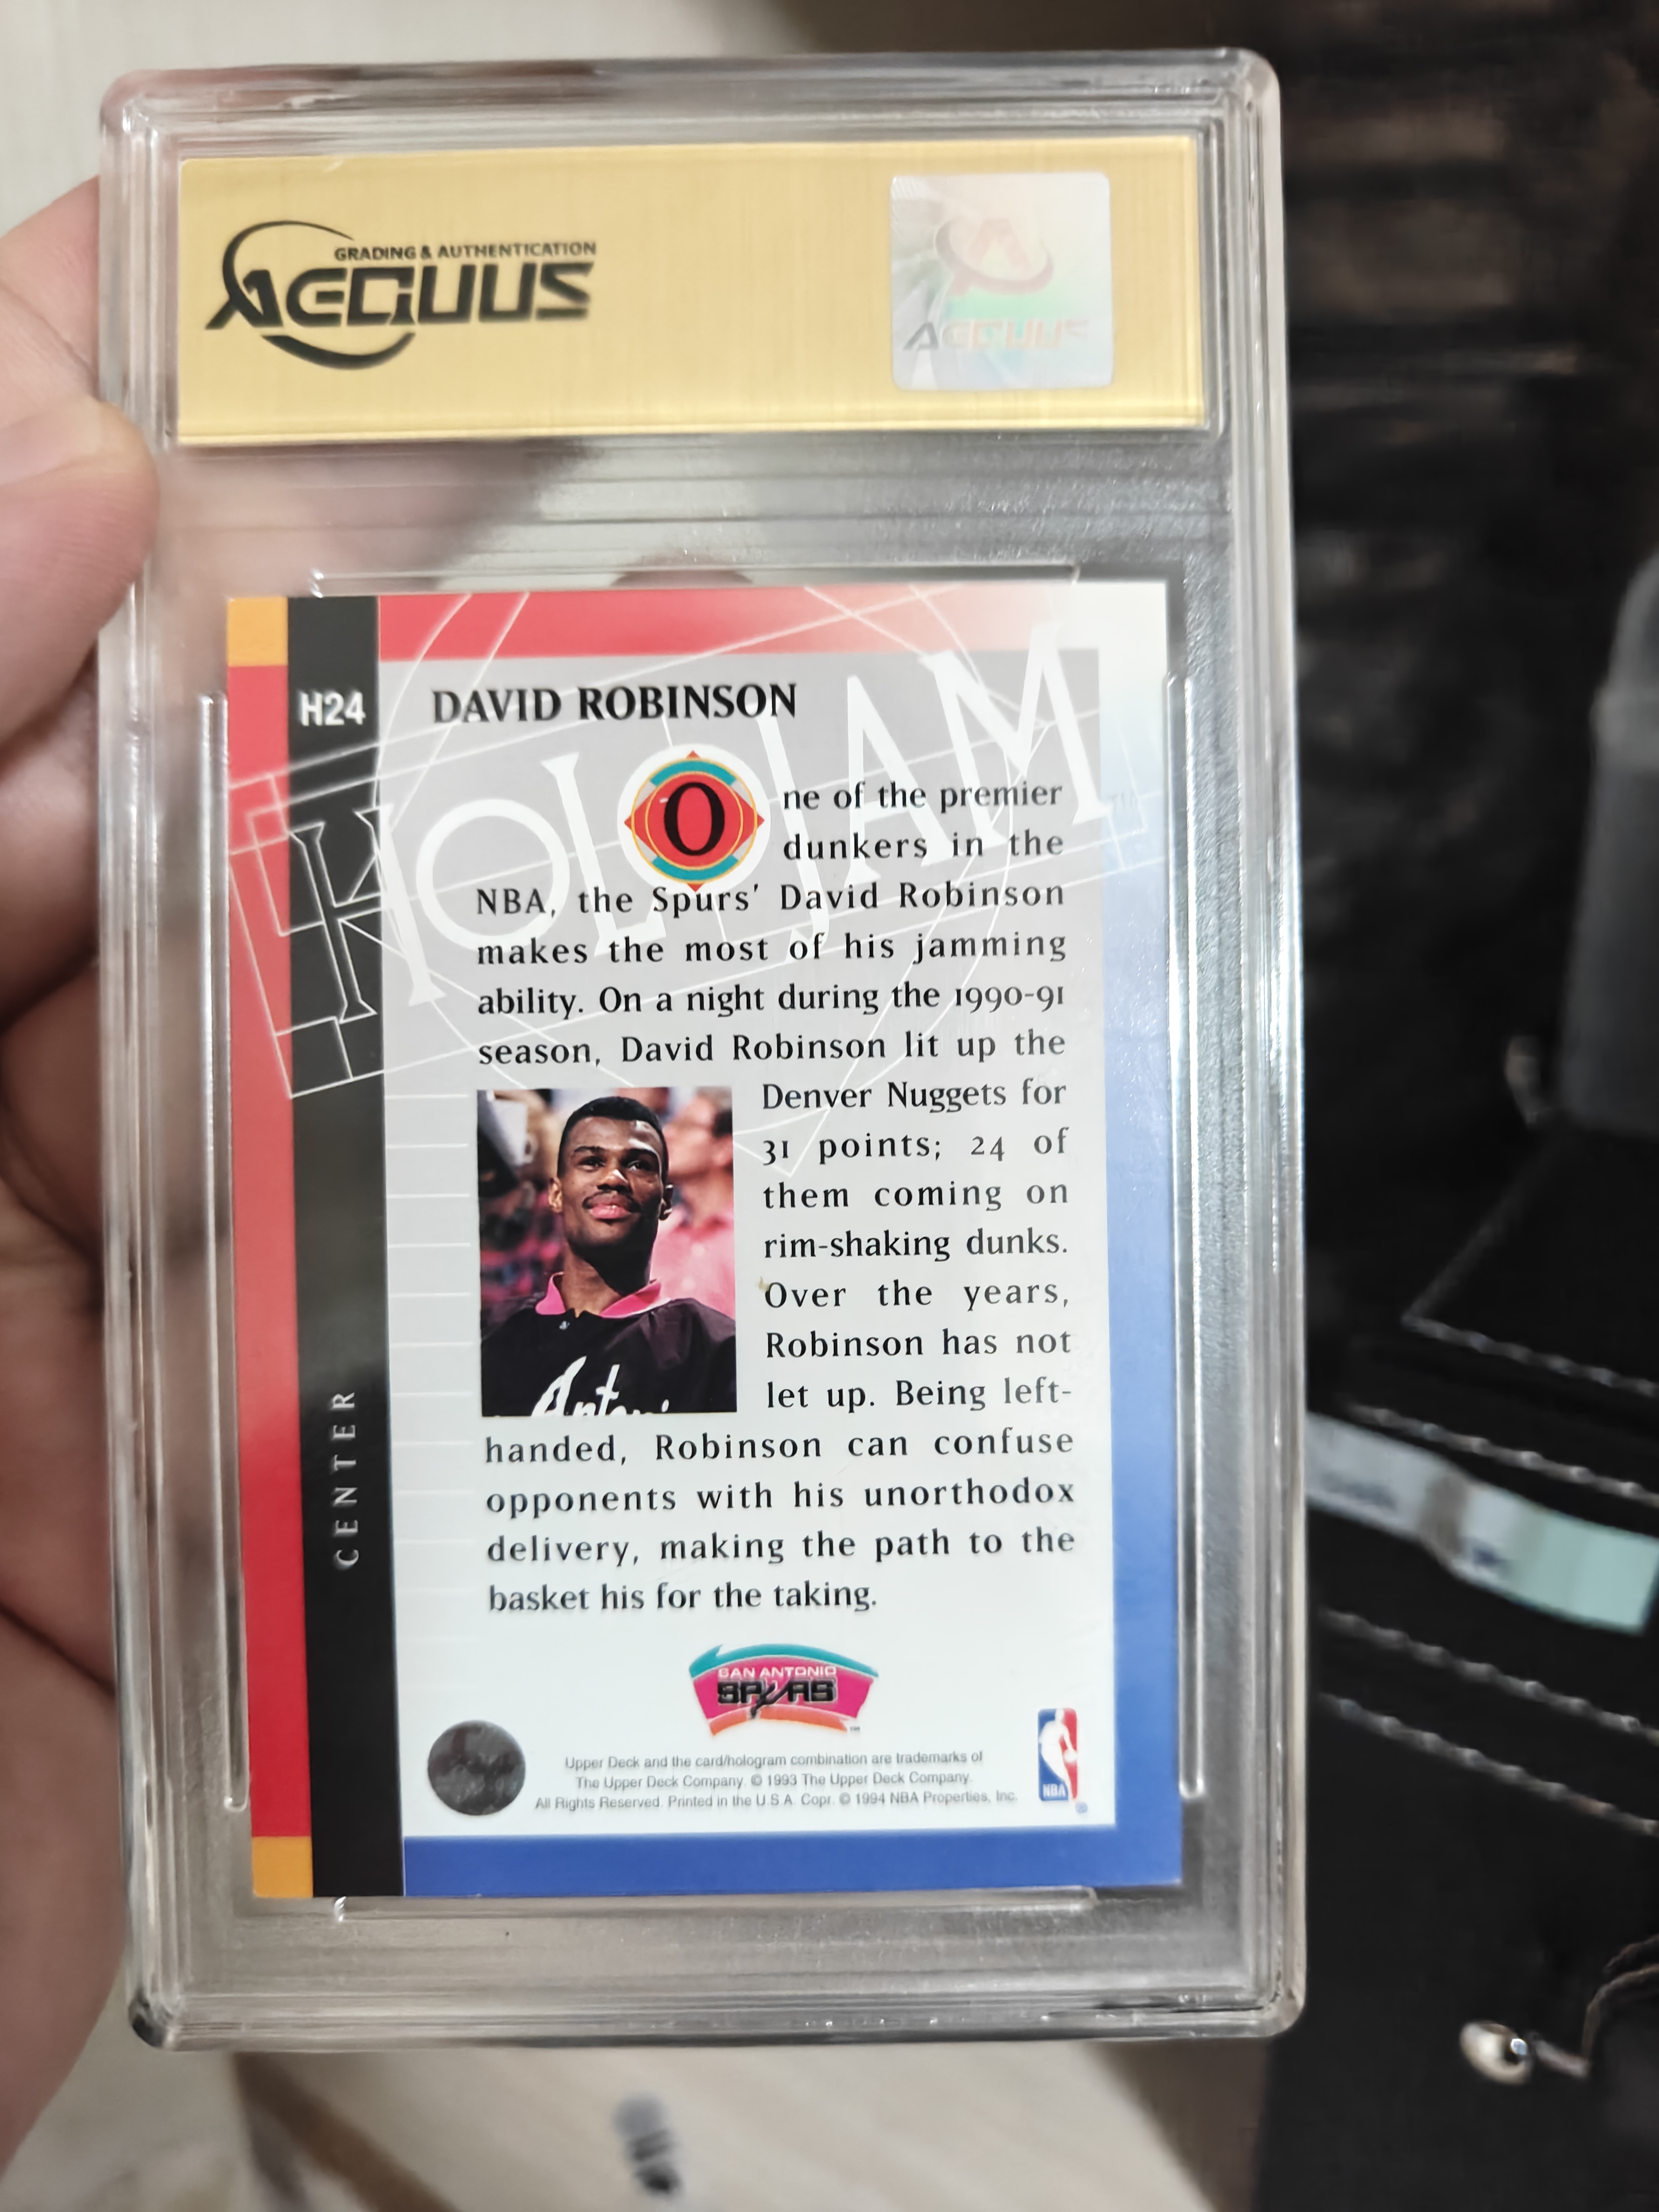 GRADING & AUTHENTICATION
AEQUUS
AEQUUS
H24
DAVID ROBINSON
HOLOJAM
One of the premier
dunkers in the
NBA, the Spurs' David Robinson
makes the most of his jamming
ability. On a night during the 1990-91
season, David Robinson lit up the
Denver Nuggets for
31 points; 24 of
them coming on
rim-shaking dunks.
Over the years,
Robinson has not
let up. Being left-
handed, Robinson can confuse
opponents with his unorthodox
delivery, making the path to the
basket his for the taking.
CENTER
SAN ANTONIO
SPURS
Upper Deck and the card/hologram combination are trademarks of
The Upper Deck Company. © 1993 The Upper Deck Company.
All Rights Reserved. Printed in the U.S.A. Copr. © 1994 NBA Properties, Inc.
NBA